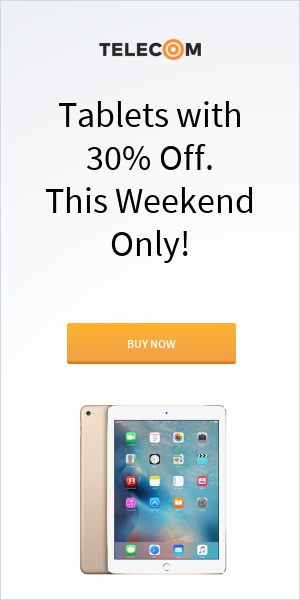 TELECOM
Tablets with
30% Off.
This Weekend
Only!
BUY NOW